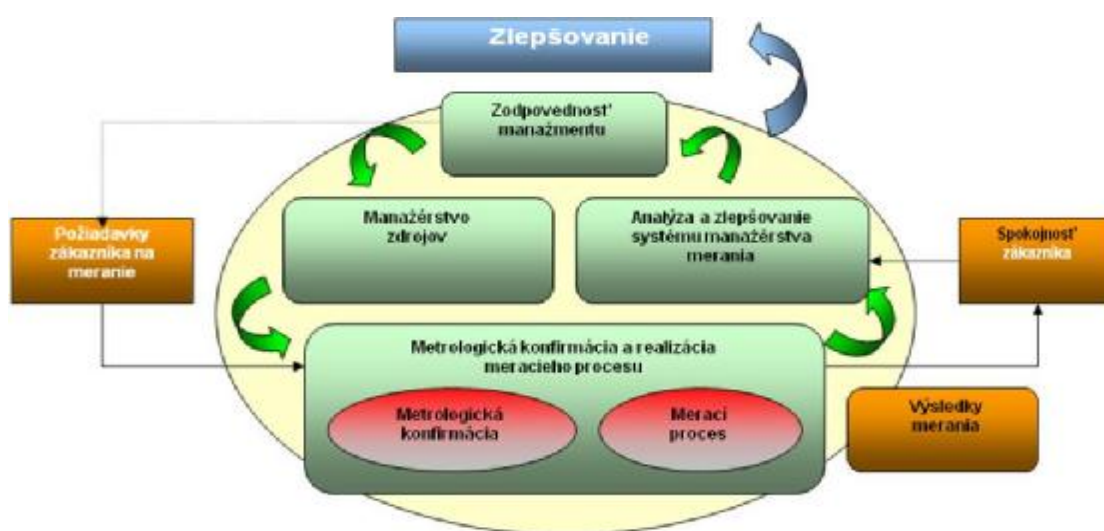 Zlepšovanie
Zodpovednosť
manažmentu
Manažérstvo
zdrojov
Analýza a zlepšovanie
systému manažérstva
merania
Požiadavky
zákazníka na
meranie
Spokojnosť
zákazníka
Metrologická konfirmácia a realizácia
meracieho procesu
Metrologická
konfirmácia
Merací
proces
Výsledky
merania